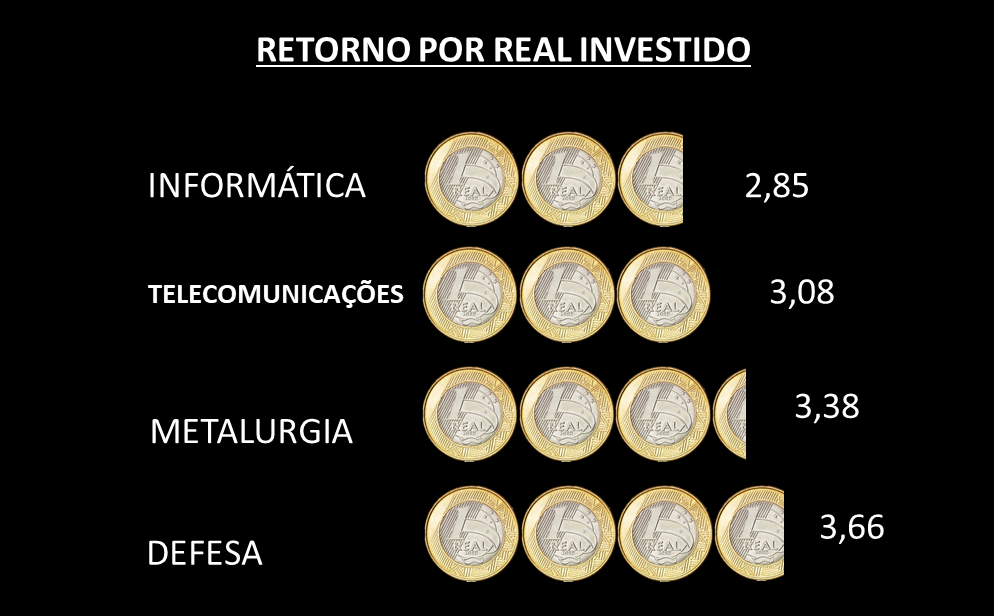 RETORNO POR REAL INVESTIDO
INFORMÁTICA 2,85
TELECOMUNICAÇÕES 3,08
METALURGIA 3,38
DEFESA 3,66